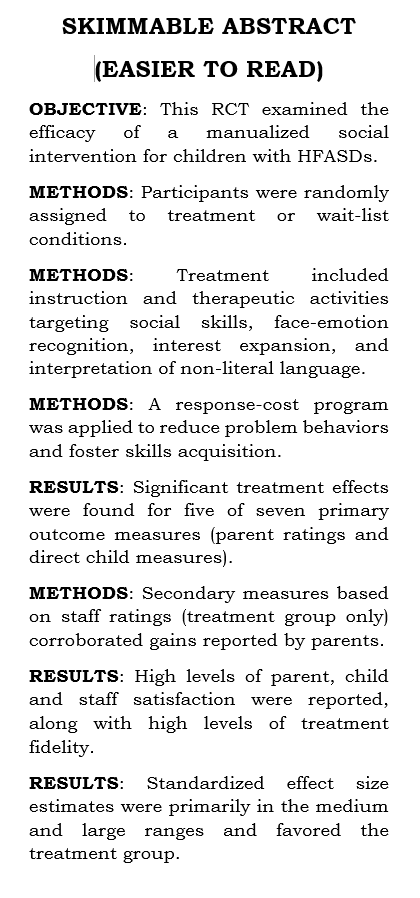 SKIMMABLE ABSTRACT
(EASIER TO READ)
OBJECTIVE: This RCT examined the
efficacy of a manualized social
intervention for children with HFASDs.
METHODS: Participants were randomly
assigned to treatment or wait-list
conditions.
METHODS: Treatment included
instruction and therapeutic activities
targeting social skills, face-emotion
recognition, interest expansion, and
interpretation of non-literal language.
METHODS: A response-cost program
was applied to reduce problem behaviors
and foster skills acquisition.
RESULTS: Significant treatment effects
were found for five of seven primary
outcome measures (parent ratings and
direct child measures).
METHODS: Secondary measures based
on staff ratings (treatment group only)
corroborated gains reported by parents.
RESULTS: High levels of parent, child
and staff satisfaction were reported,
along with high levels of treatment
fidelity.
RESULTS: Standardized effect size
estimates were primarily in the medium
and large ranges and favored the
treatment group.